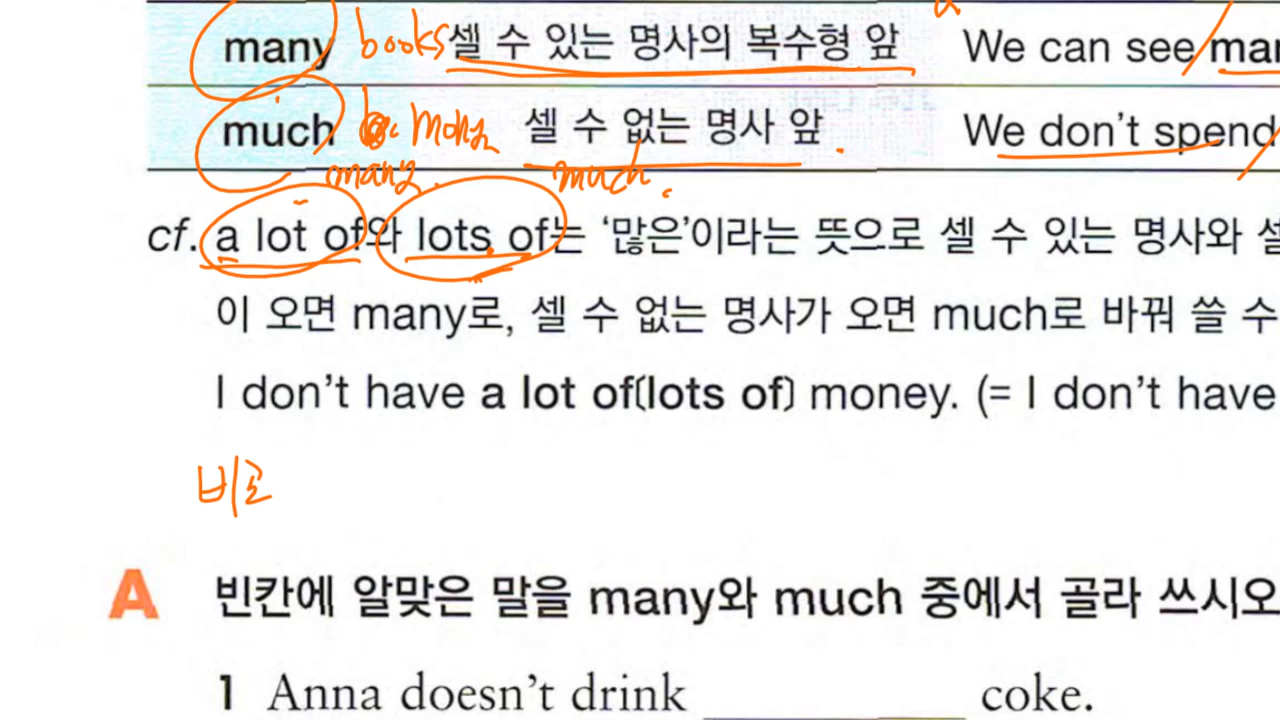 many books 셀 수 있는 명사의 복수형 앞 We can see man
much money 셀 수 없는 명사 앞 We don't spend
many. much.
cf. a lot of와 lots of는 ‘많은’이라는 뜻으로 셀 수 있는 명사와 셀
이 오면 many로, 셀 수 없는 명사가 오면 much로 바꿔 쓸 수
I don't have a lot of(lots of) money. (= I don't have
비교
A 빈칸에 알맞은 말을 many와 much 중에서 골라 쓰시오
1 Anna doesn't drink ________ coke.